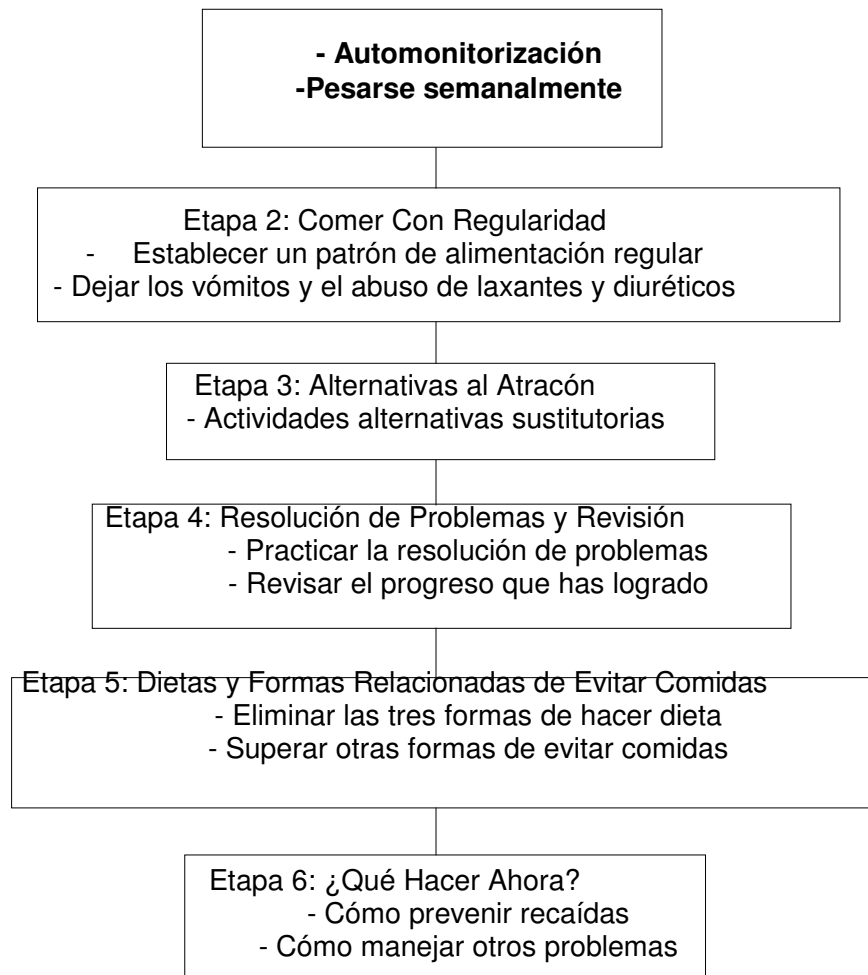 - Automonitorización
-Pesarse semanalmente
Etapa 2: Comer Con Regularidad
- Establecer un patrón de alimentación regular
- Dejar los vómitos y el abuso de laxantes y diuréticos
Etapa 3: Alternativas al Atracón
- Actividades alternativas sustitutorias
Etapa 4: Resolución de Problemas y Revisión
- Practicar la resolución de problemas
- Revisar el progreso que has logrado
Etapa 5: Dietas y Formas Relacionadas de Evitar Comidas
- Eliminar las tres formas de hacer dieta
- Superar otras formas de evitar comidas
Etapa 6: ¿Qué Hacer Ahora?
- Cómo prevenir recaídas
- Cómo manejar otros problemas